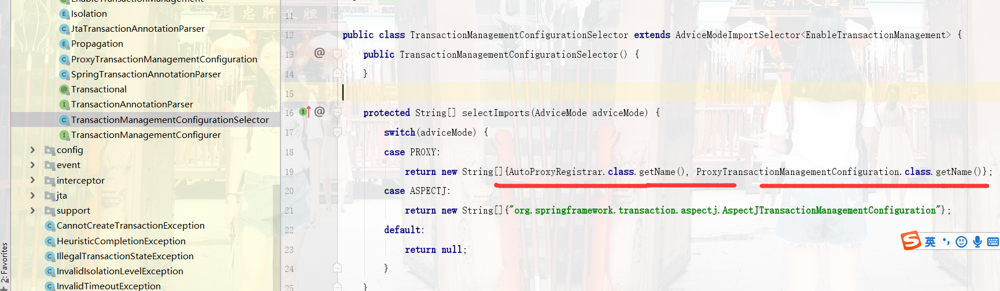 EnableTransactionManagement
Isolation
JtaTransactionAnnotationParser
Propagation
ProxyTransactionManagementConfiguration
SpringTransactionAnnotationParser
Transactional
TransactionAnnotationParser
TransactionManagementConfigurationSelector
TransactionManagementConfigurer
config
event
interceptor
jta
support
CannotCreateTransactionException
HeuristicCompletionException
IllegalTransactionStateException
InvalidIsolationLevelException
InvalidTimeoutException
2: Favorites
11
12 public class TransactionManagementConfigurationSelector extends AdviceModeImportSelector<EnableTransactionManagement> {
13 @ public TransactionManagementConfigurationSelector() {
14 }
15
16 @ protected String[] selectImports(AdviceMode adviceMode) {
17 switch(adviceMode) {
18 case PROXY:
19 return new String[]{AutoProxyRegistrar.class.getName(), ProxyTransactionManagementConfiguration.class.getName()};
20 case ASPECTJ:
21 return new String[]{"org.springframework.transaction.aspectj.AspectJTransactionManagementConfiguration"};
22 default:
23 return null;
24 }
25 }
英